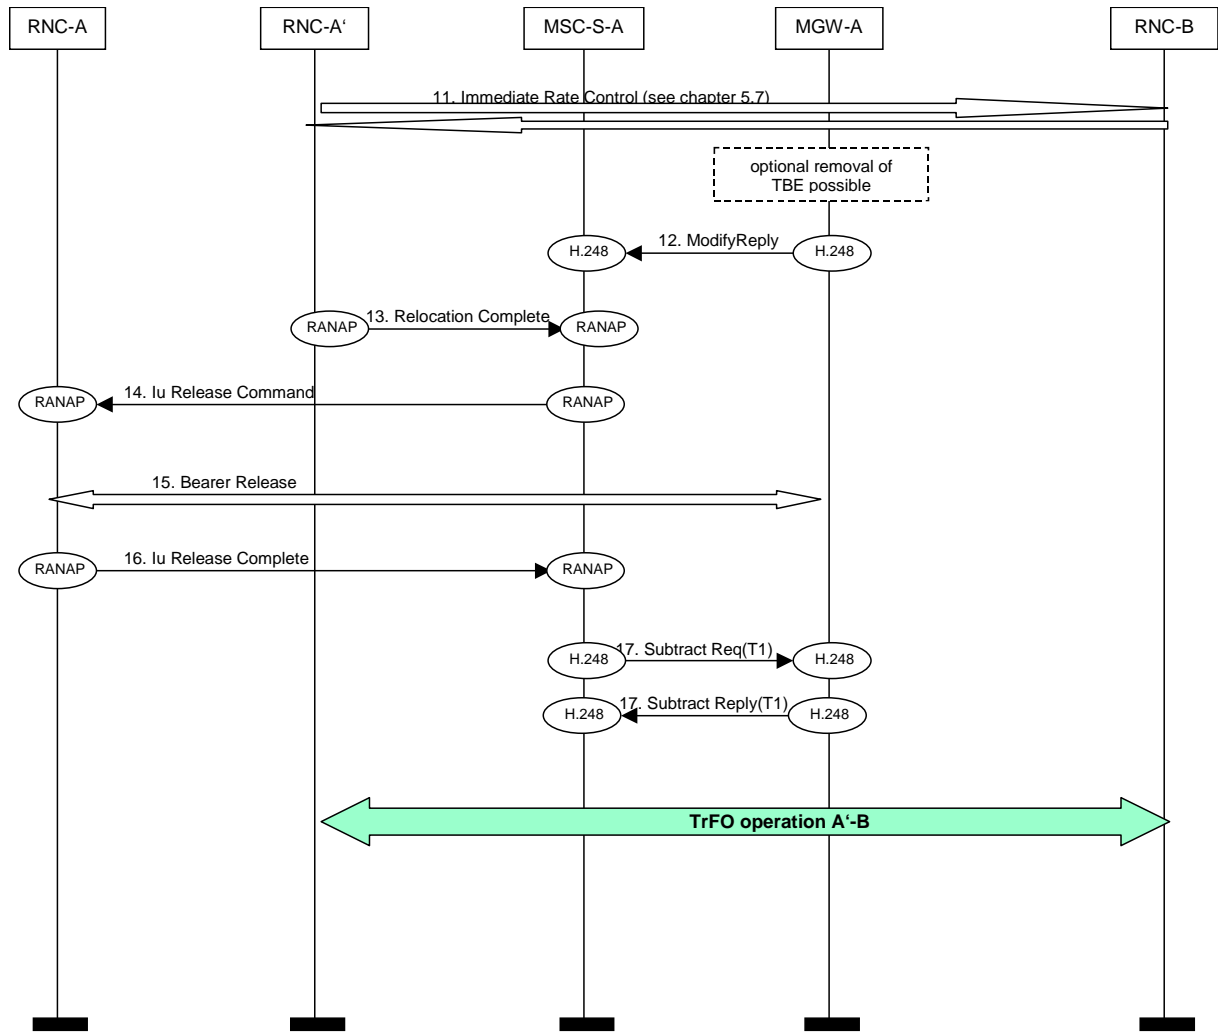 RNC-A
RNC-A‘
MSC-S-A
MGW-A
RNC-B
11. Immediate Rate Control (see chapter 5.7)
optional removal of
TBE possible
H.248
12. ModifyReply
H.248
RANAP
13. Relocation Complete
RANAP
RANAP
14. Iu Release Command
RANAP
15. Bearer Release
RANAP
16. Iu Release Complete
RANAP
H.248
17. Subtract Req(T1)
H.248
H.248
17. Subtract Reply(T1)
H.248
TrFO operation A‘-B